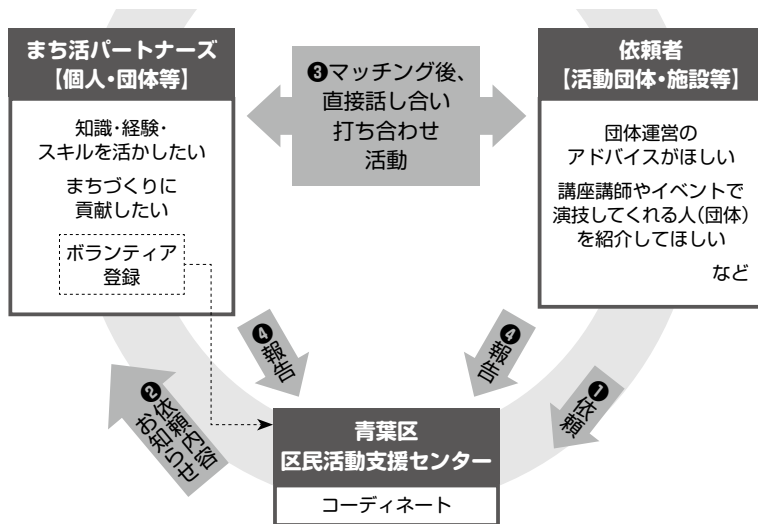 まち活パートナーズ
【個人・団体等】
知識・経験・
スキルを活かしたい
まちづくりに
貢献したい
ボランティア
登録
❸マッチング後、
直接話し合い
打ち合わせ
活動
依頼者
【活動団体・施設等】
団体運営の
アドバイスがほしい
講座講師やイベントで
演技してくれる人(団体)
を紹介してほしい
など
❹報告
❹報告
❶依頼
❷依頼内容
お知らせ
青葉区
区民活動支援センター
コーディネート